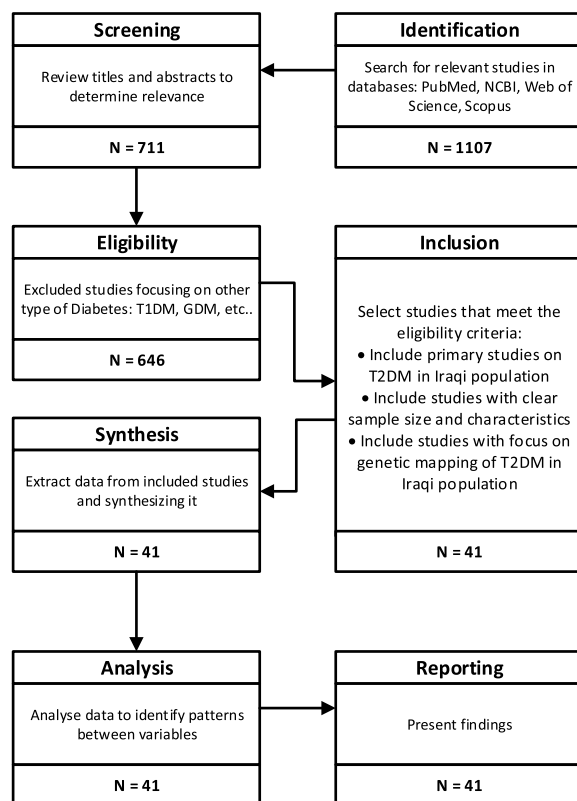 Screening
Review titles and abstracts to
determine relevance
N = 711
Identification
Search for relevant studies in
databases: PubMed, NCBI, Web of
Science, Scopus
N = 1107
Eligibility
Excluded studies focusing on other
type of Diabetes: T1DM, GDM, etc..
N = 646
Inclusion
Select studies that meet the
eligibility criteria:
● Include primary studies on
T2DM in Iraqi population
● Include studies with clear
sample size and characteristics
● Include studies with focus on
genetic mapping of T2DM in
Iraqi population
N = 41
Synthesis
Extract data from included studies
and synthesizing it
N = 41
Analysis
Analyse data to identify patterns
between variables
N = 41
Reporting
Present findings
N = 41